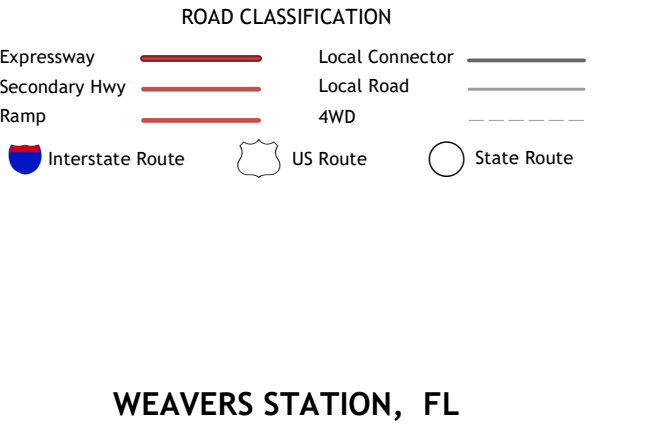 ROAD CLASSIFICATION
Expressway Local Connector
Secondary Hwy Local Road
Ramp 4WD
Interstate Route US Route State Route
WEAVERS STATION, FL